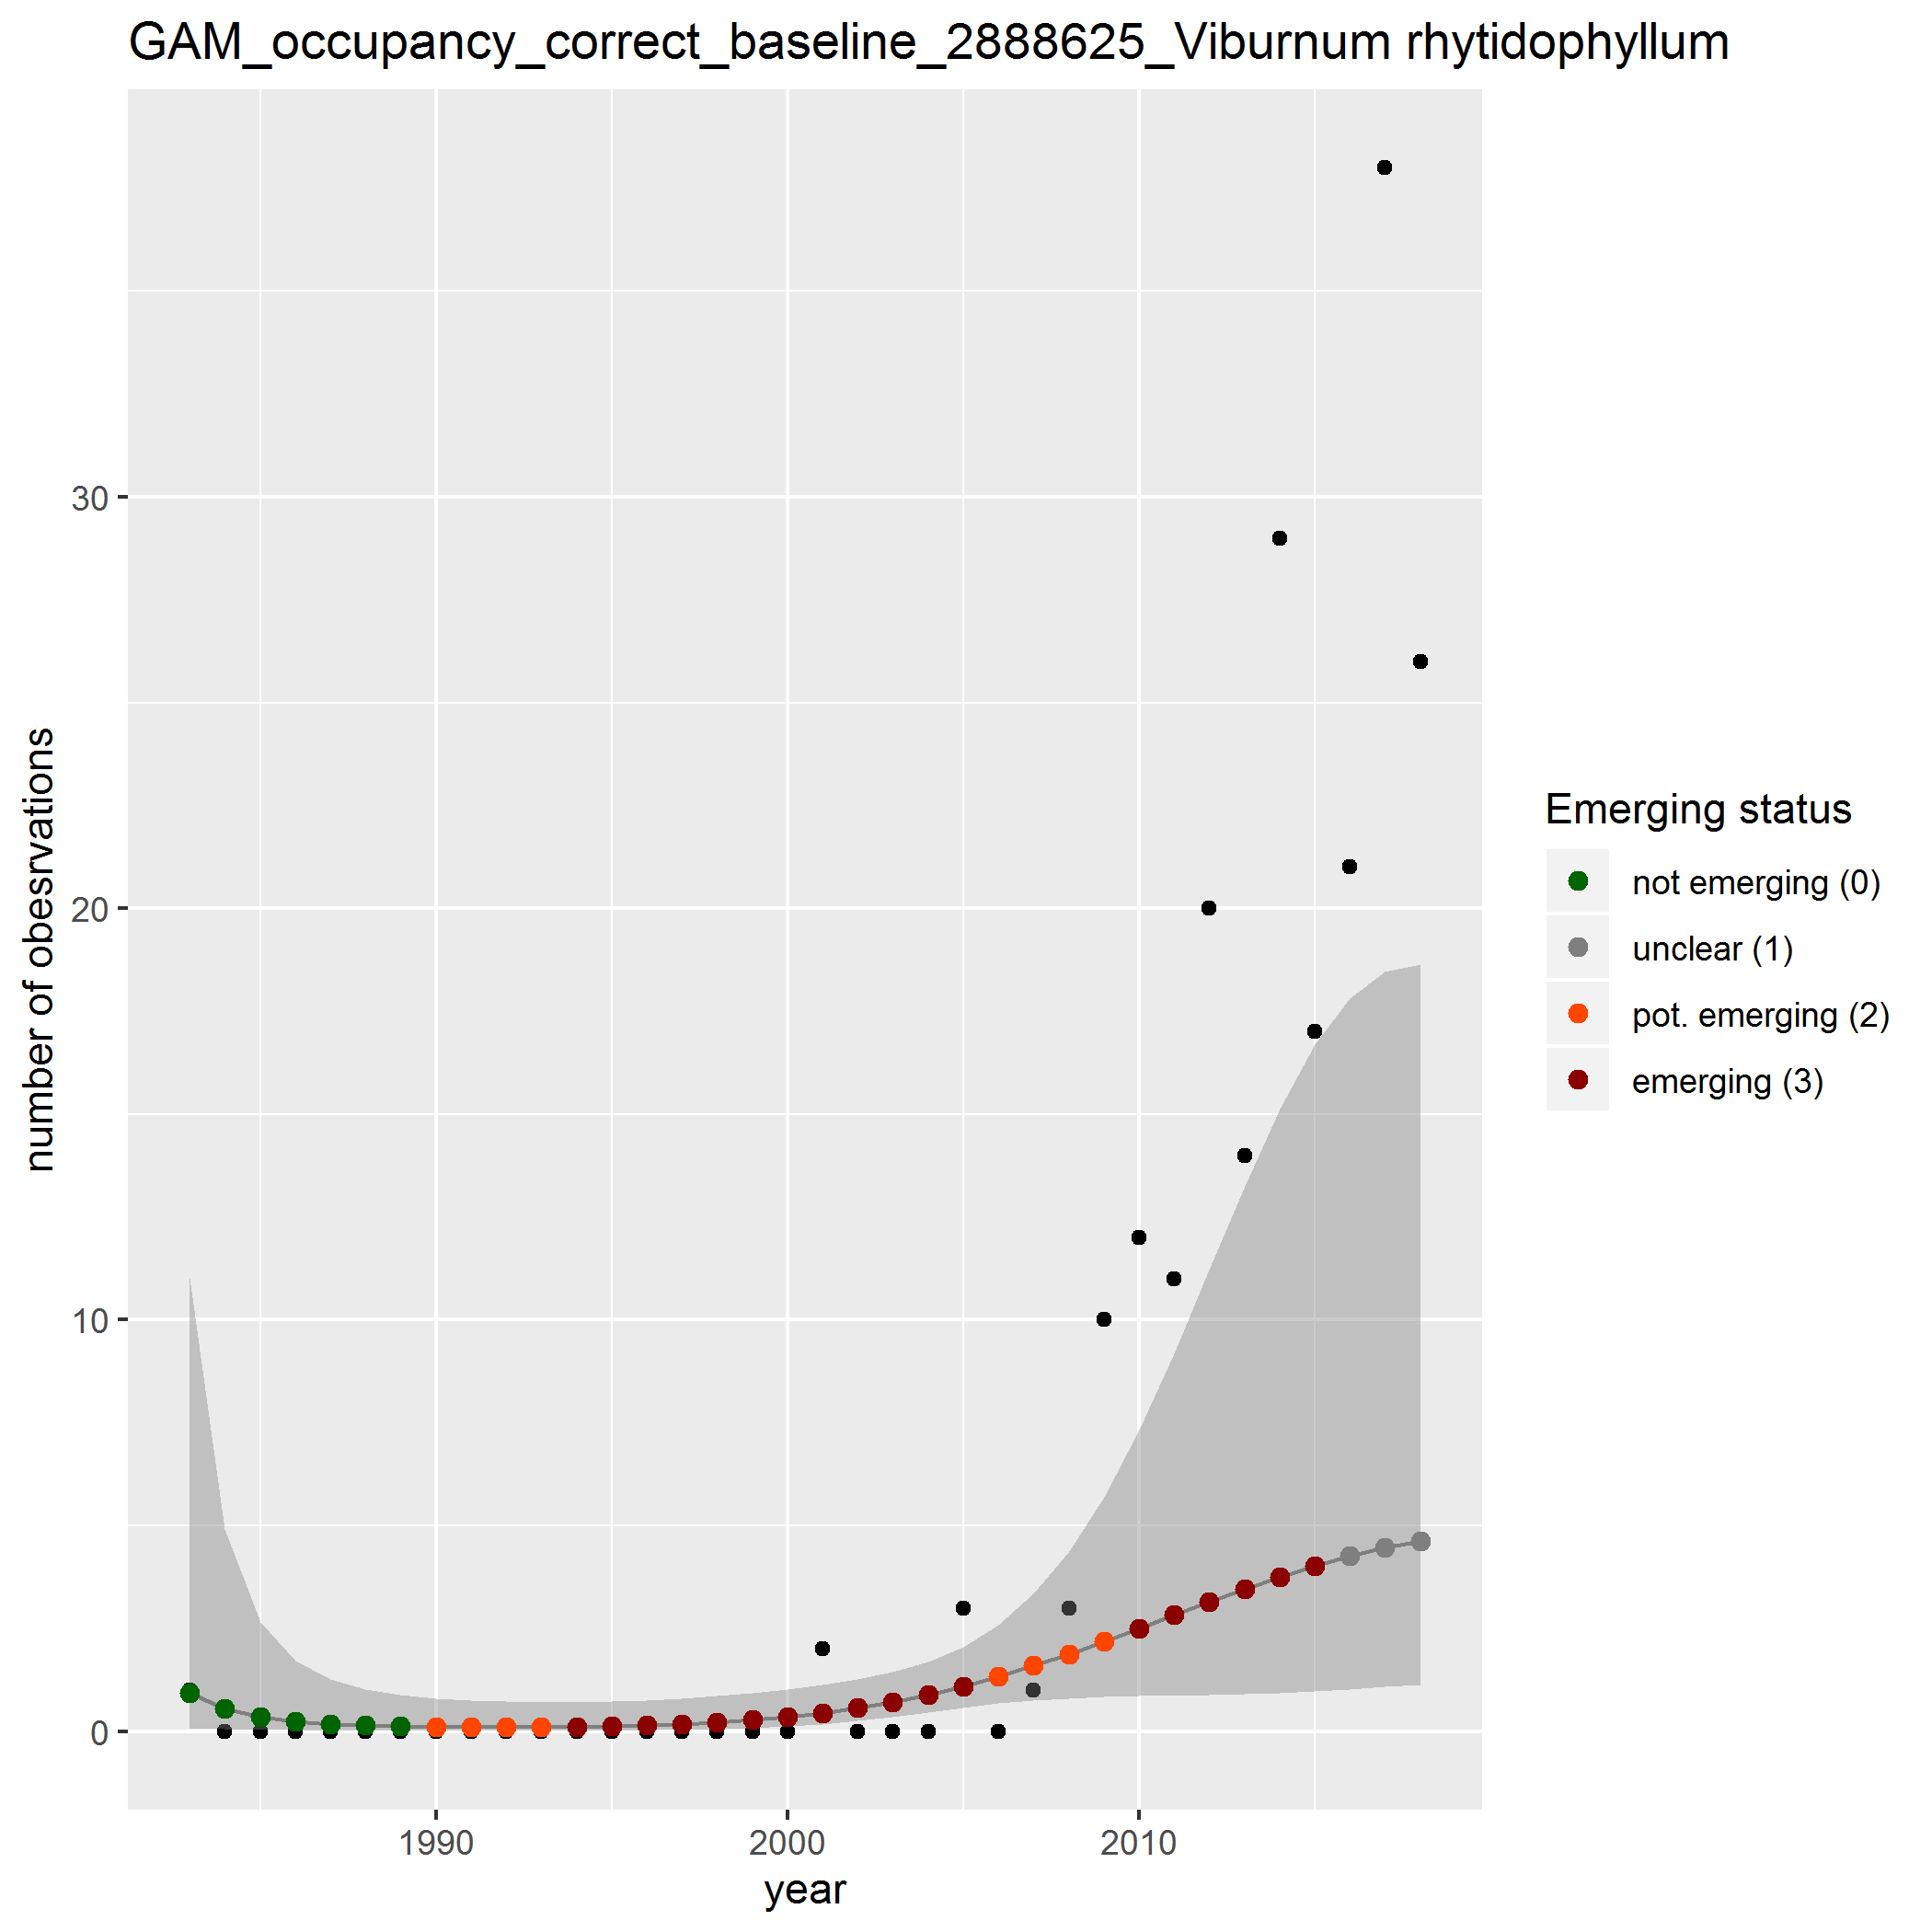 GAM_occupancy_correct_baseline_2888625_Viburnum rhytidophyllum
number of obesrvations
30
20
10
0
1990
2000
2010
year
Emerging status
not emerging (0)
unclear (1)
pot. emerging (2)
emerging (3)